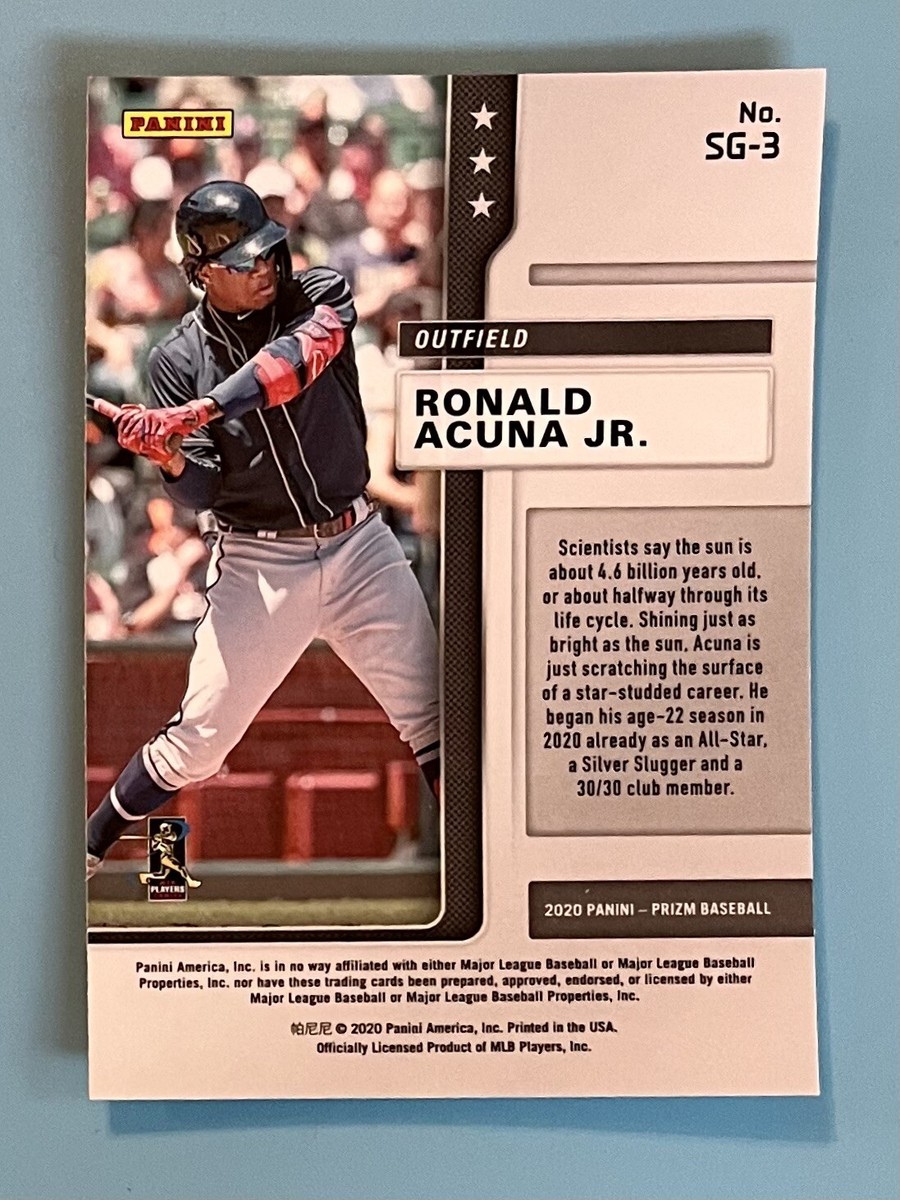 PANINI
No.
SG-3
OUTFIELD
RONALD
ACUNA JR.
Scientists say the sun is
about 4.6 billion years old,
or about halfway through its
life cycle. Shining just as
bright as the sun, Acuna is
just scratching the surface
of a star-studded career. He
began his age-22 season in
2020 already as an All-Star,
a Silver Slugger and a
30/30 club member.
PLAYERS
2020 PANINI – PRIZM BASEBALL
Panini America, Inc. is in no way affiliated with either Major League Baseball or Major League Baseball
Properties, Inc. nor have these trading cards been prepared, approved, endorsed, or licensed by either
Major League Baseball or Major League Baseball Properties, Inc.
帕尼尼 © 2020 Panini America, Inc. Printed in the USA.
Officially Licensed Product of MLB Players, Inc.